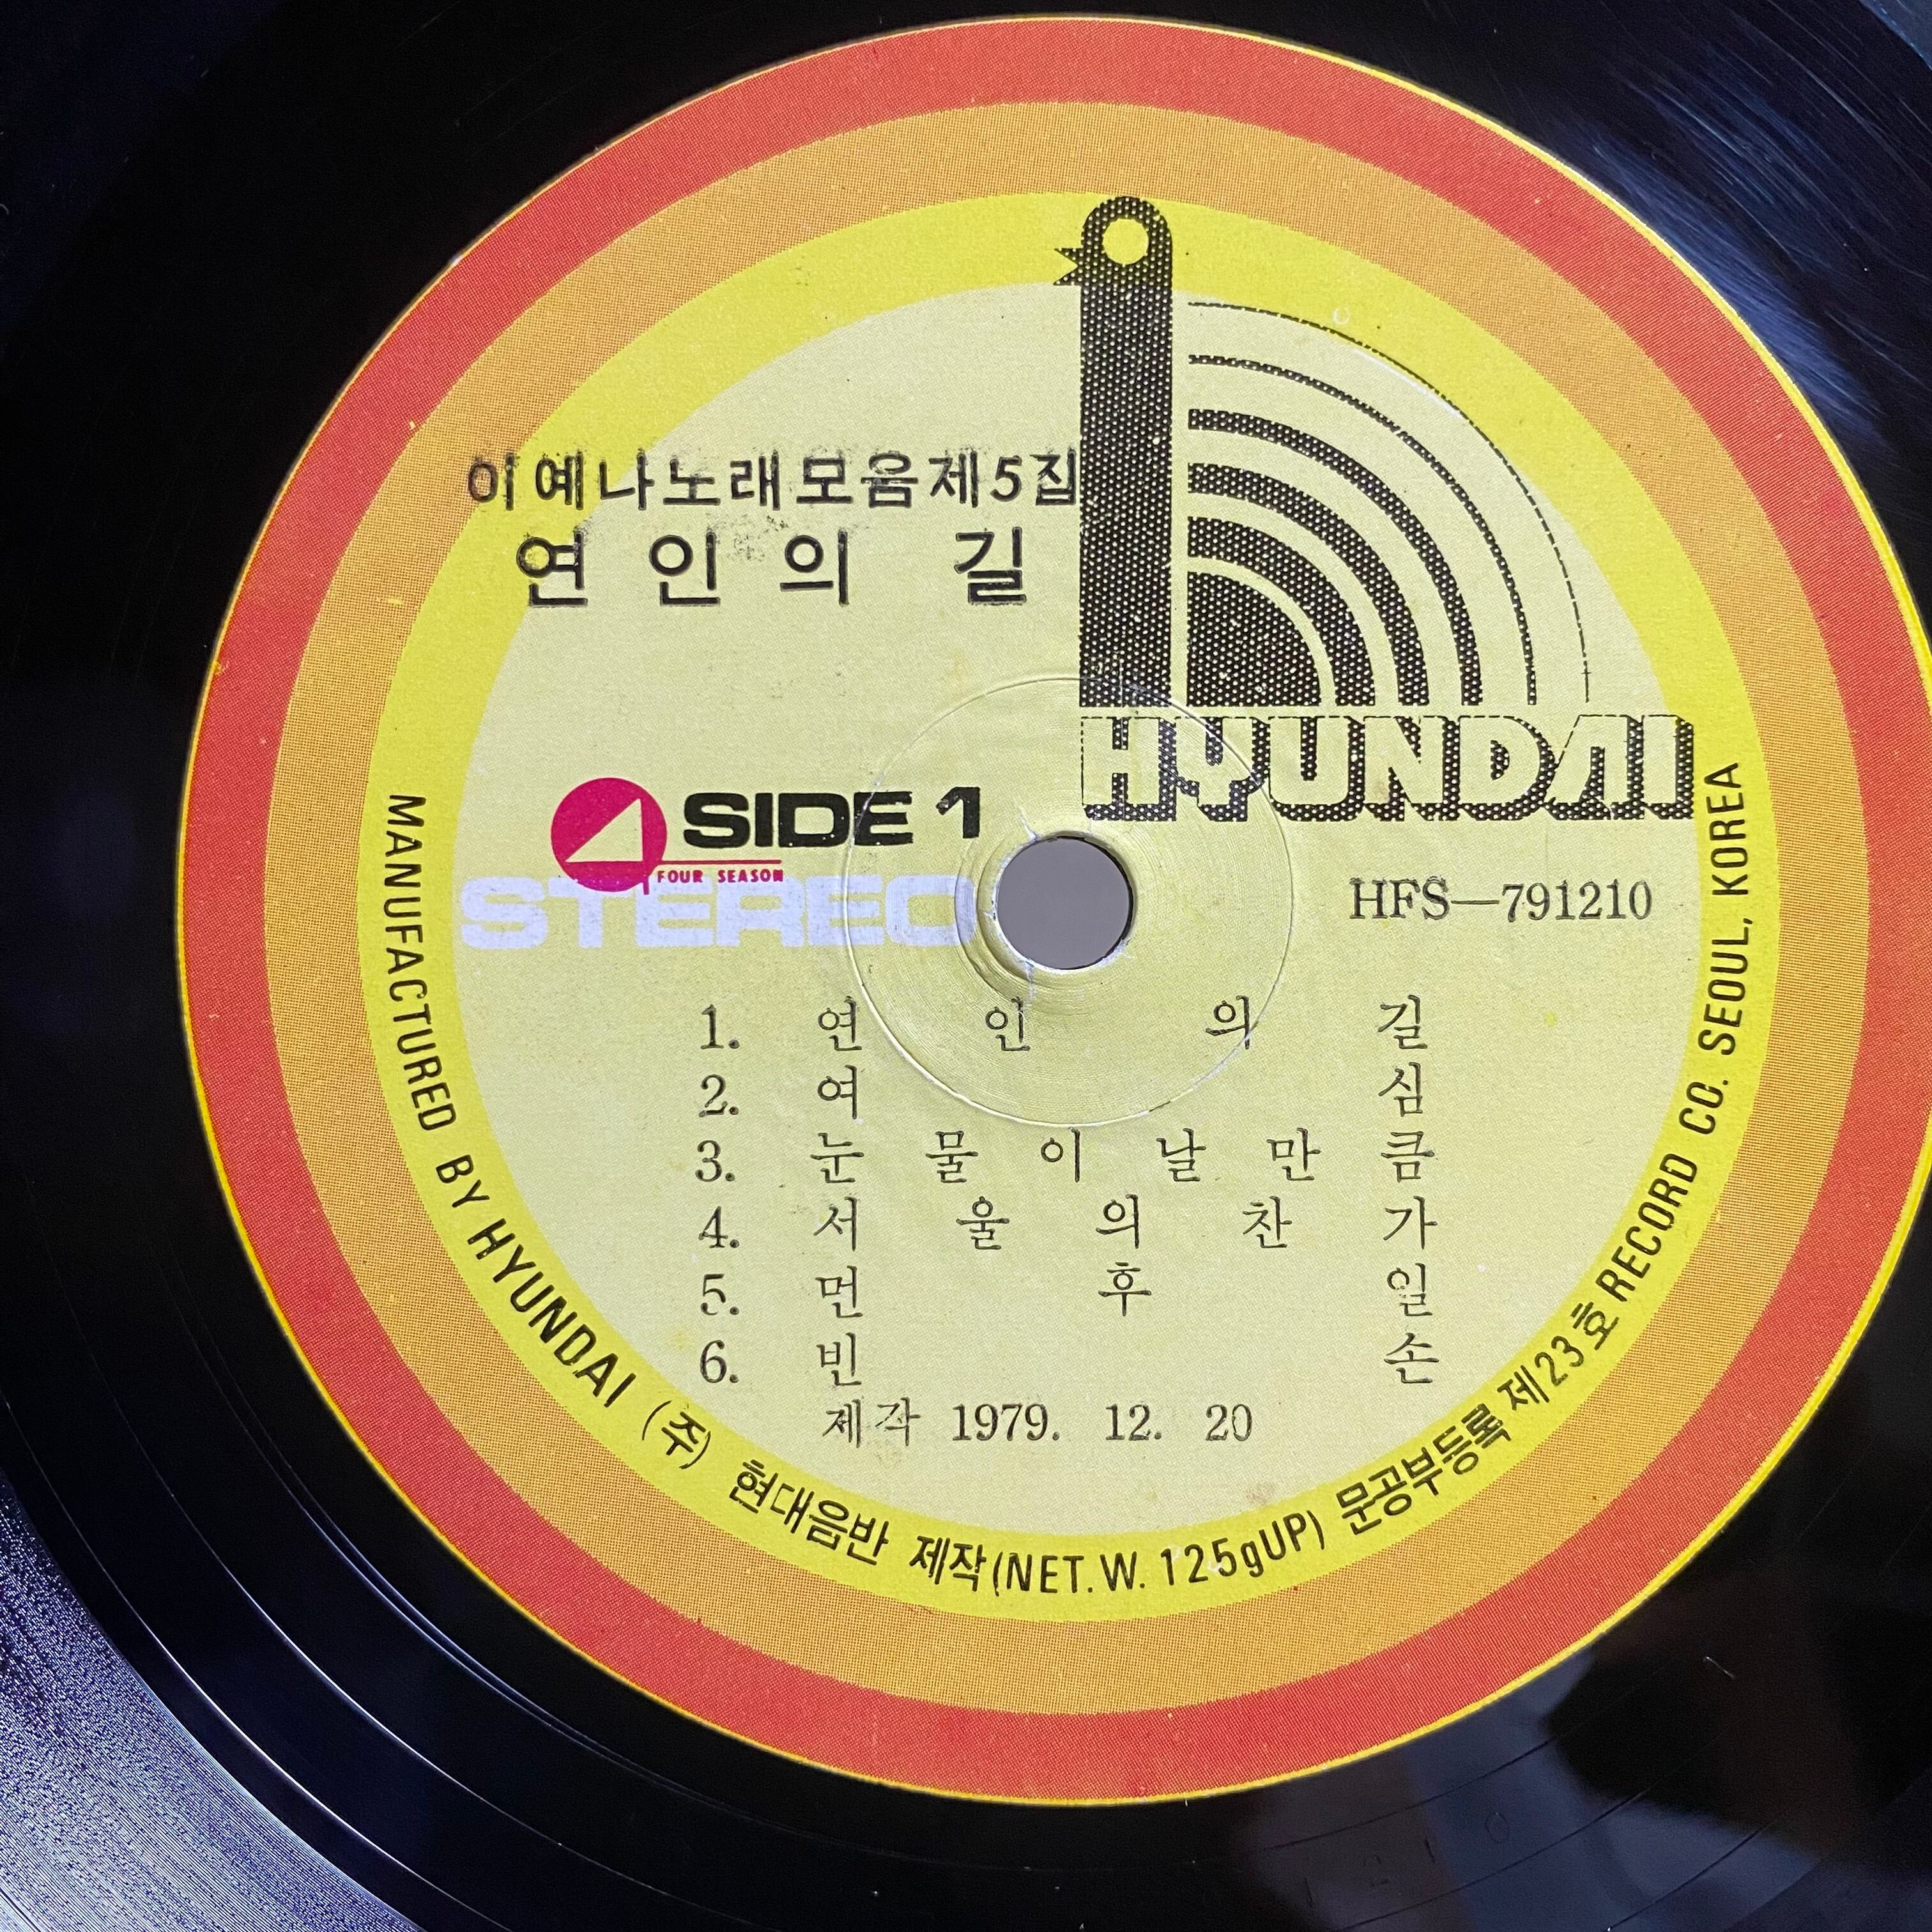 이예나노래모음제5집
연인의 길
HYUNDAI
SIDE 1
FOUR SEASON
STEREO
HFS—791210
1. 연인의길
2. 여심
3. 눈물이날만큼
4. 서울의찬가
5. 먼후일
6. 빈손
제작 1979. 12. 20
MANUFACTURED BY HYUNDAI (주) 현대음반 제작(NET.W. 125gUP) 문공부등록 제23호 RECORD CO. SEOUL, KOREA